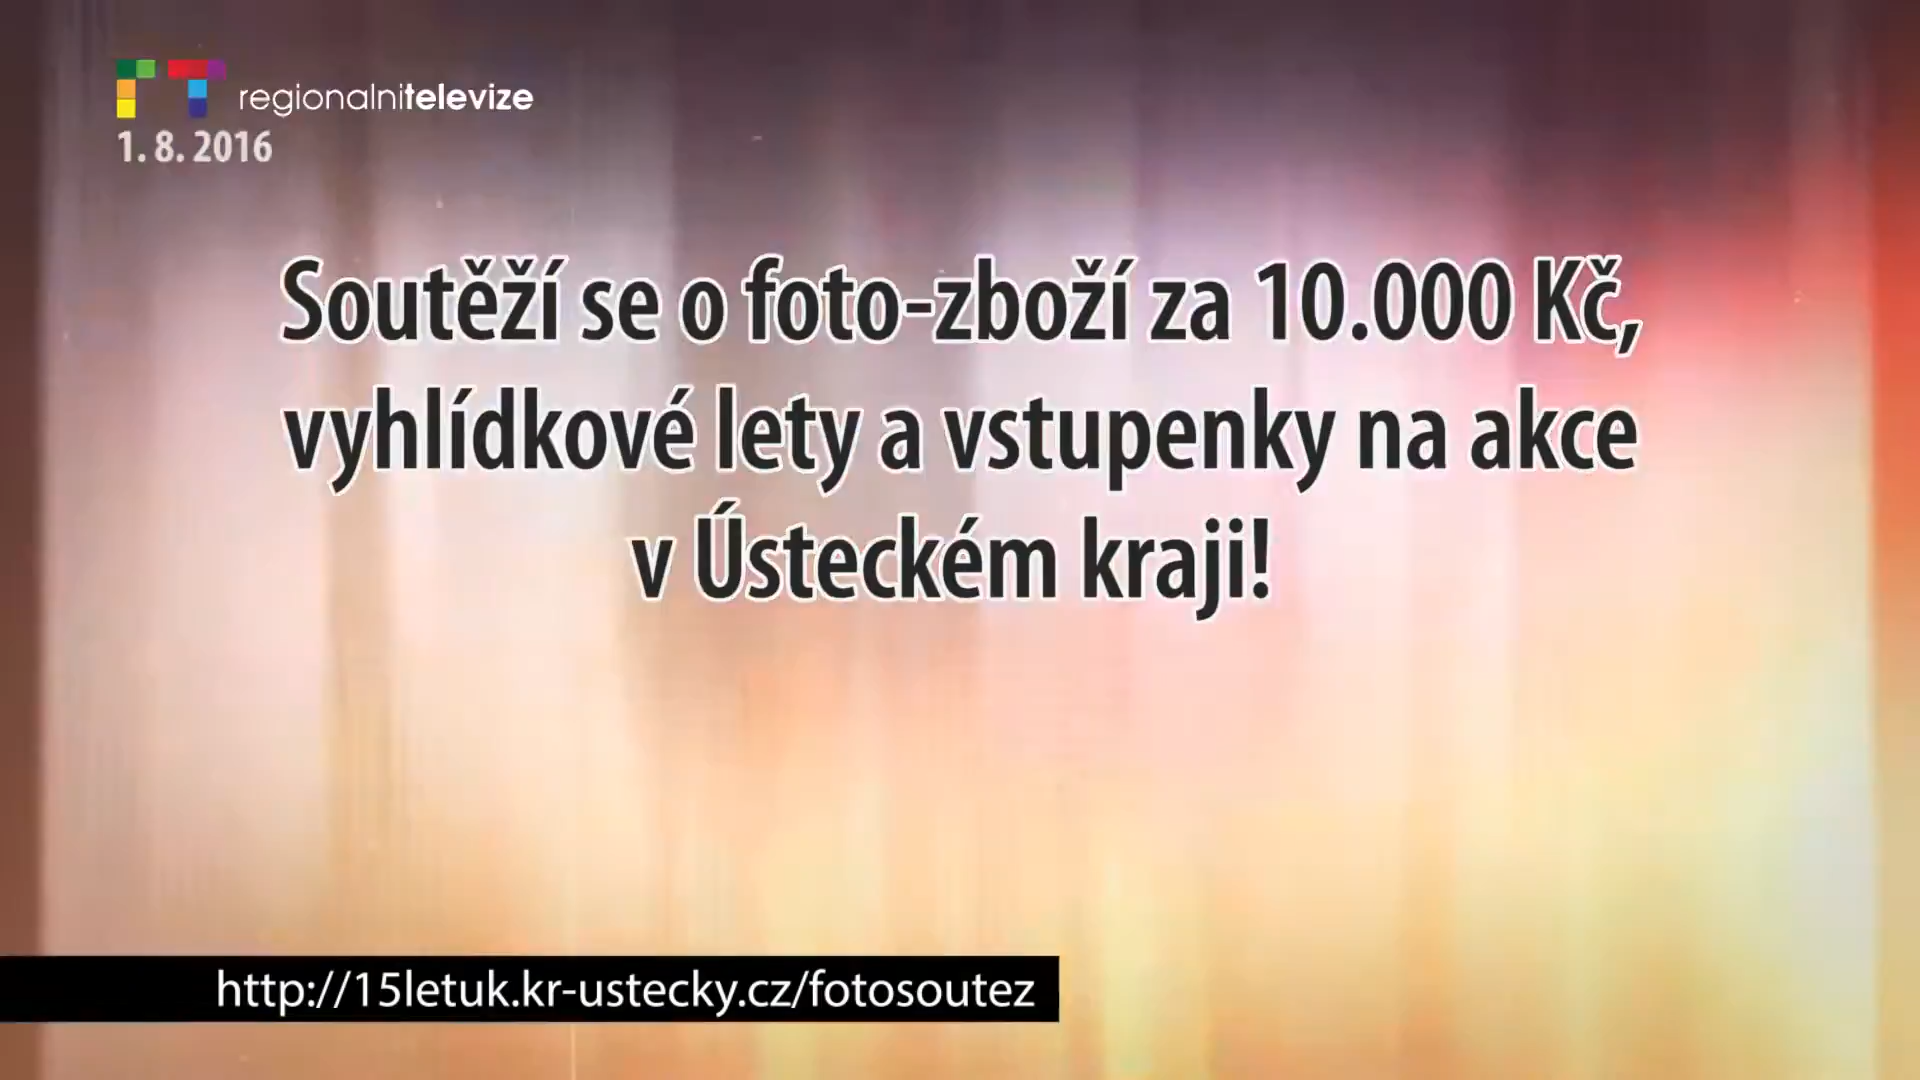 regionalnitelevize
1. 8. 2016
Soutěží se o foto-zboží za 10.000 Kč,
vyhlídkové lety a vstupenky na akce
v Ústeckém kraji!
http://15letuk.kr-ustecky.cz/fotosoutez